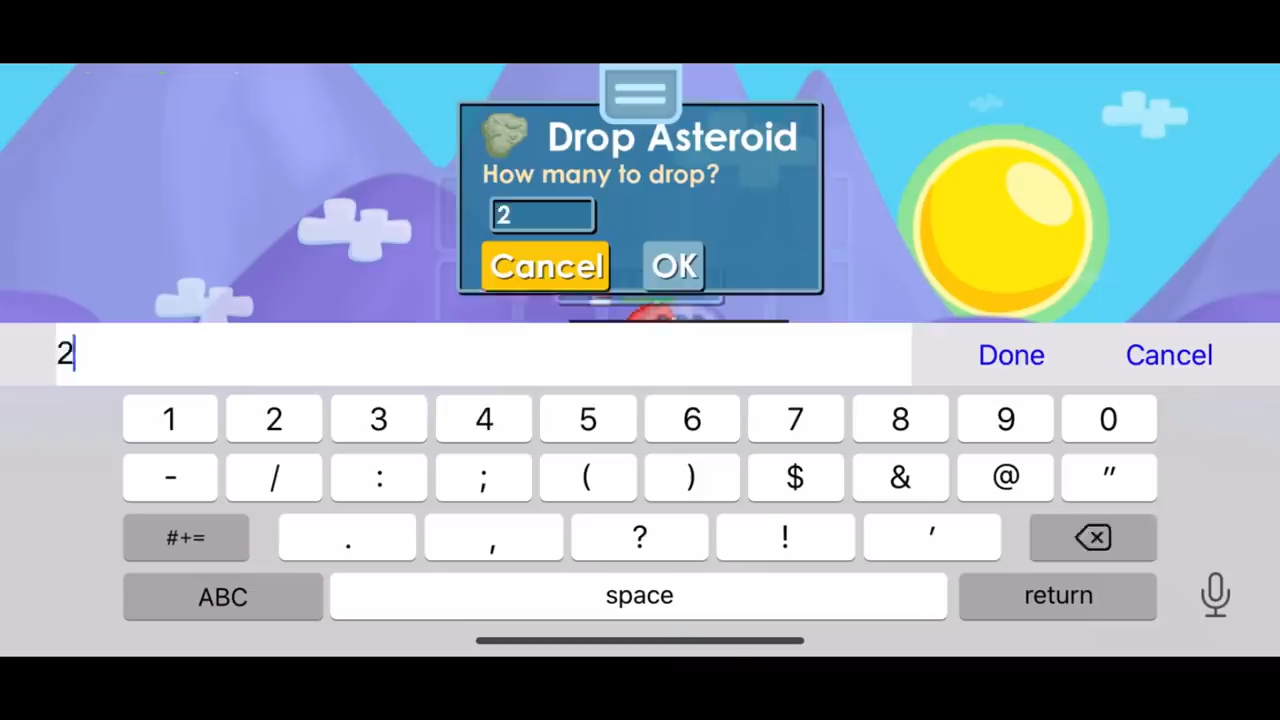 Drop Asteroid
How many to drop?
2
Cancel OK
2
Done Cancel
1 2 3 4 5 6 7 8 9 0
- / : ; ( ) $ & @ "
#+= . , ? ! '
ABC space return